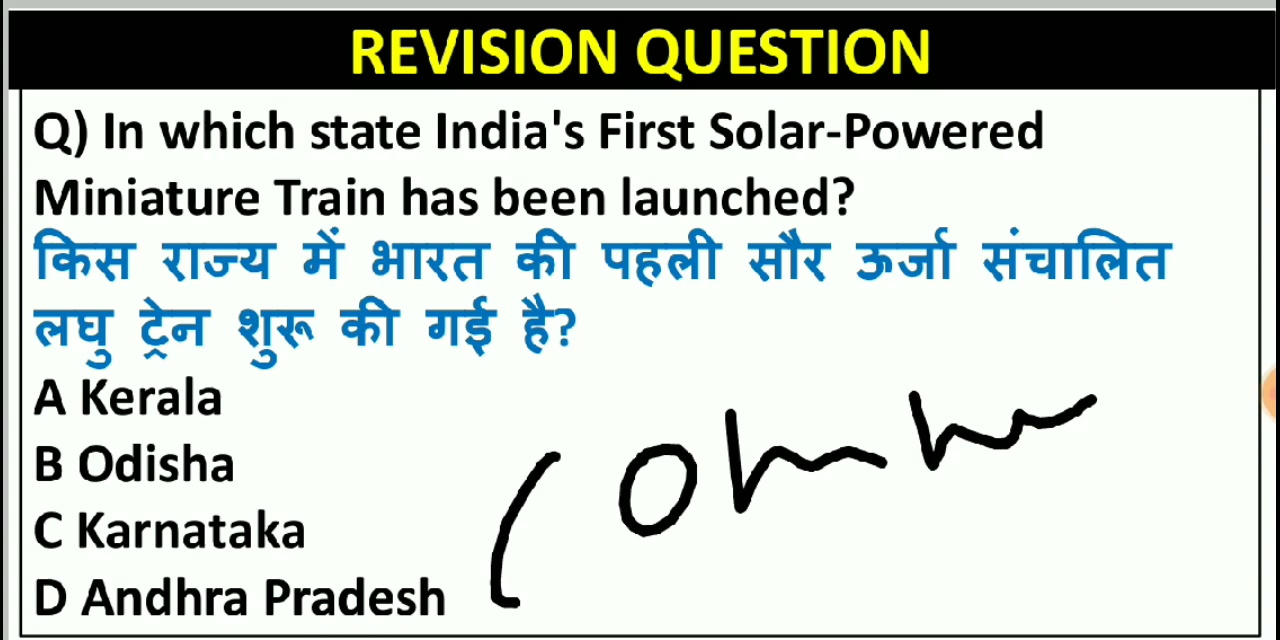 REVISION QUESTION
Q) In which state India's First Solar-Powered
Miniature Train has been launched?
किस राज्य में भारत की पहली सौर ऊर्जा संचालित
लघु ट्रेन शुरू की गई है?
A Kerala
B Odisha
C Karnataka
D Andhra Pradesh